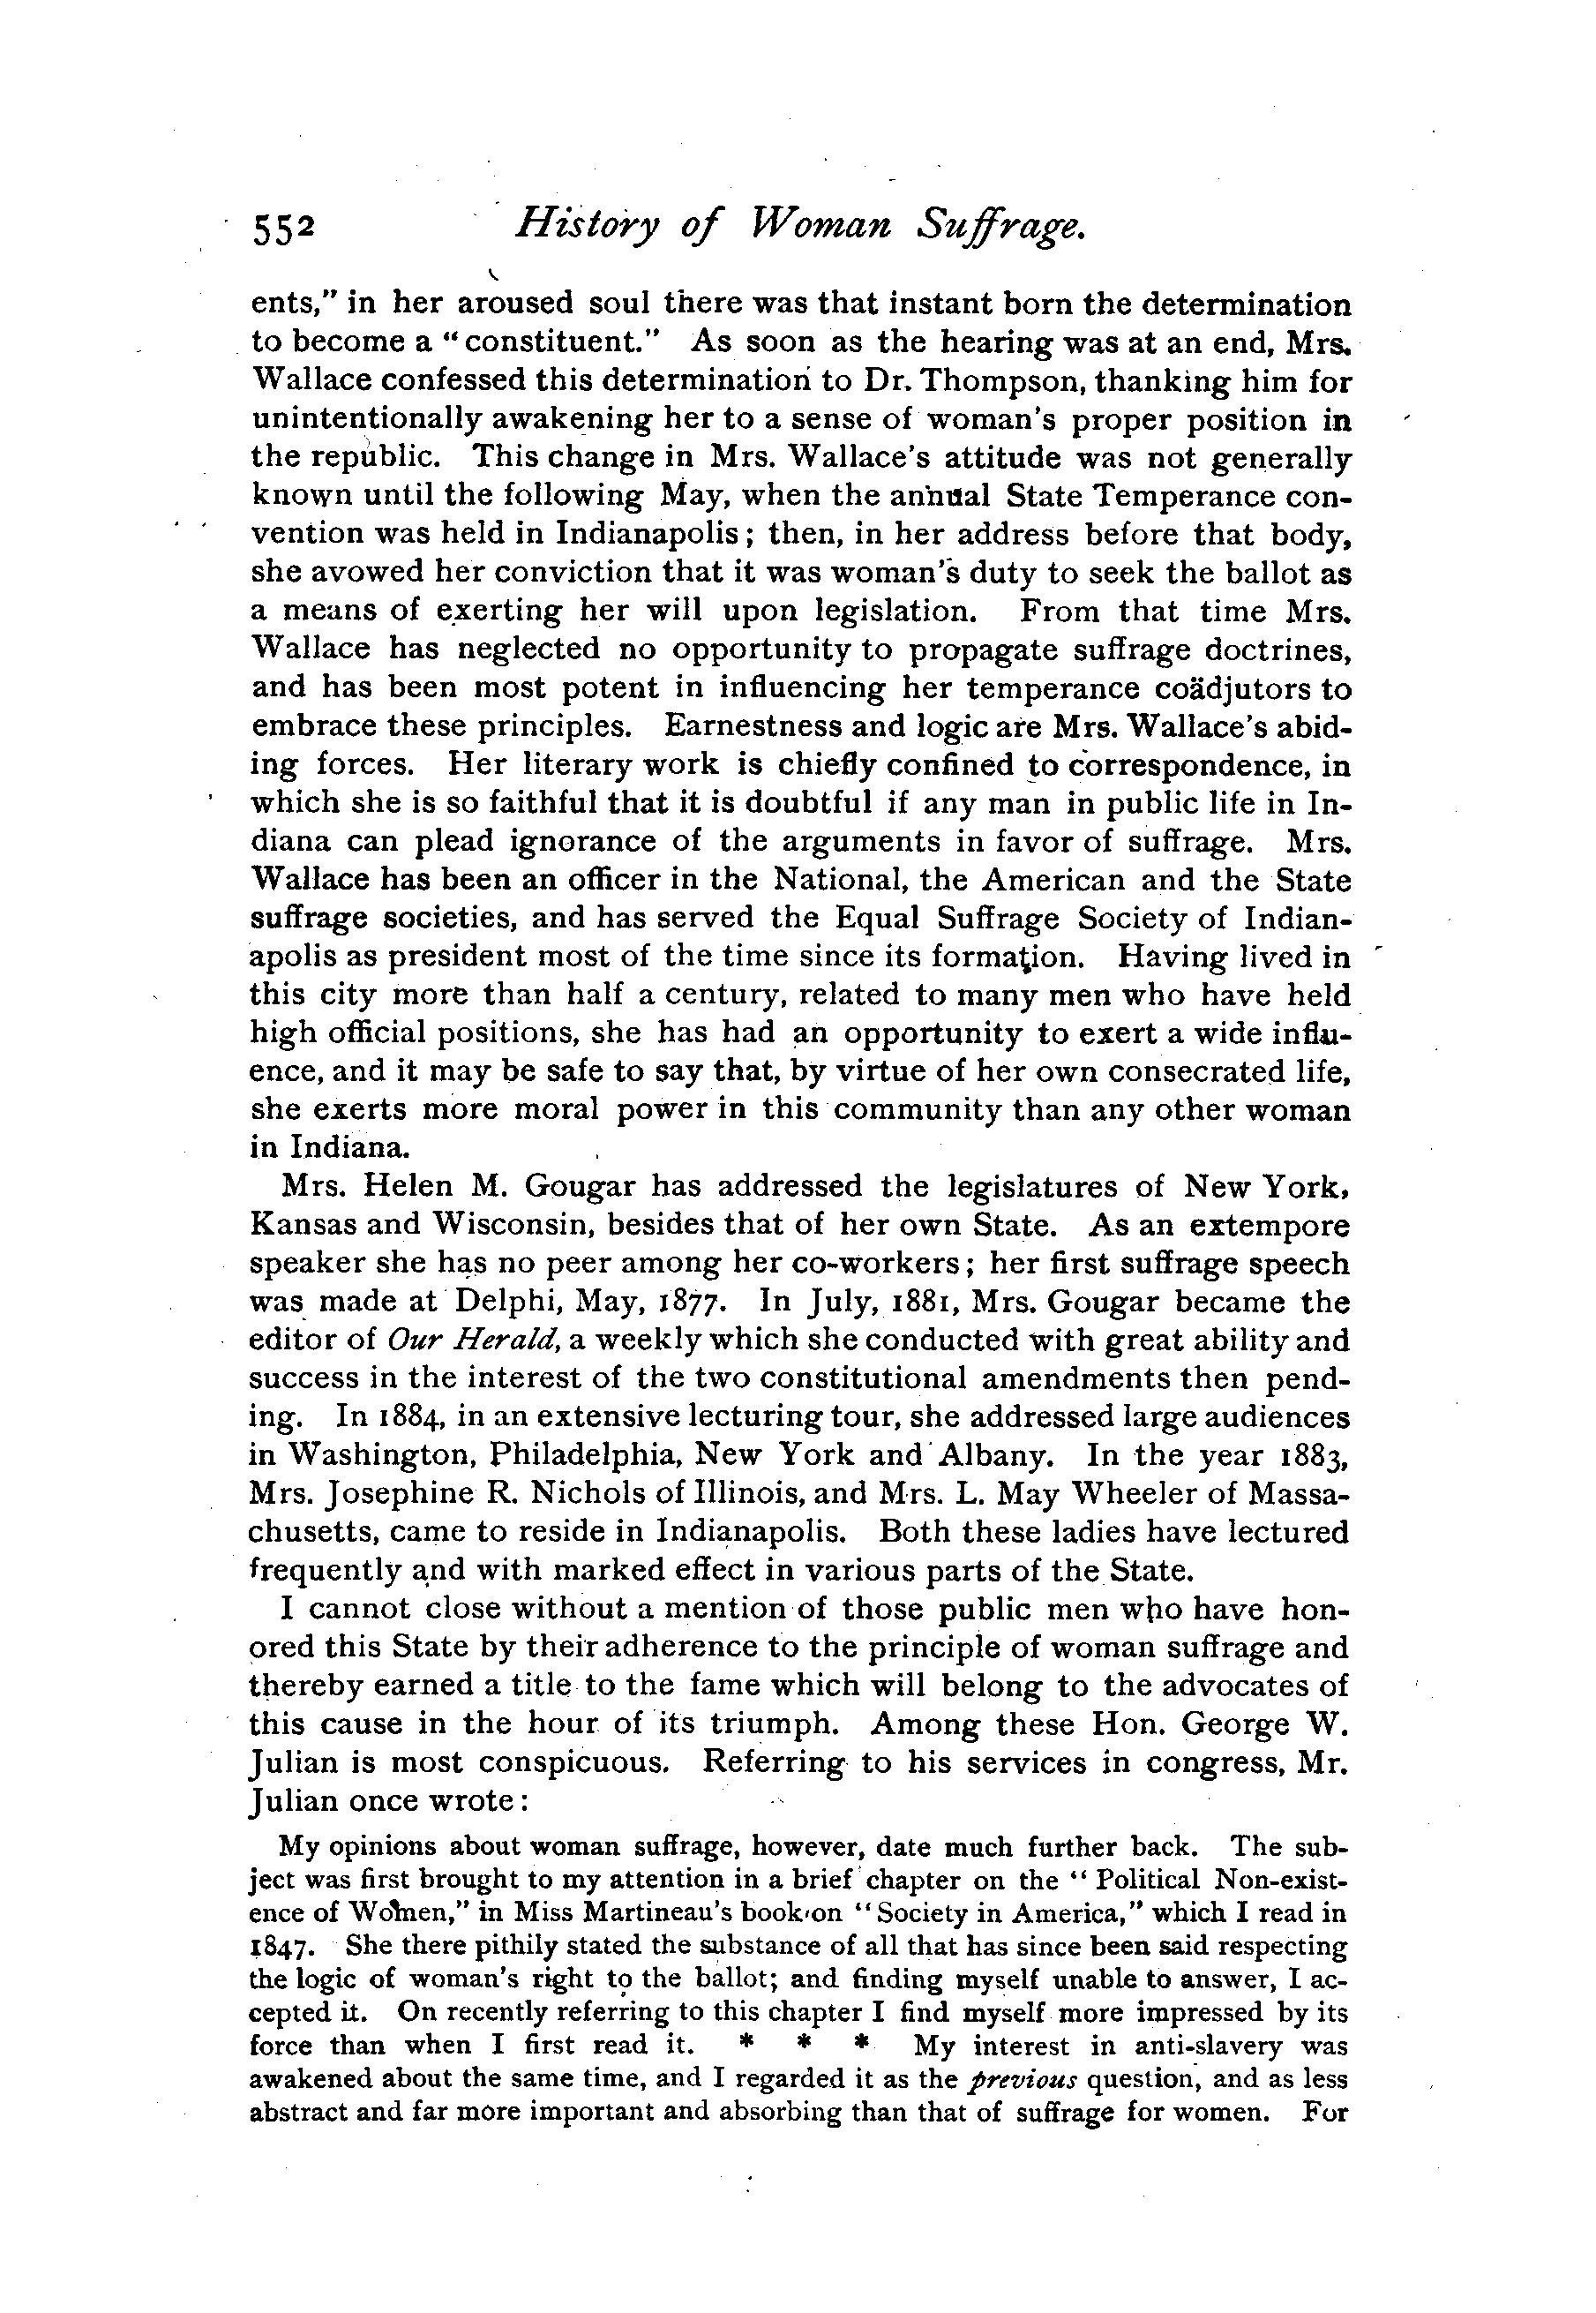 552 History of Woman Suffrage.
ents," in her aroused soul there was that instant born the determination
to become a "constituent." As soon as the hearing was at an end, Mrs.
Wallace confessed this determination to Dr. Thompson, thanking him for
unintentionally awakening her to a sense of woman's proper position in
the republic. This change in Mrs. Wallace's attitude was not generally
known until the following May, when the annual State Temperance con-
vention was held in Indianapolis; then, in her address before that body,
she avowed her conviction that it was woman's duty to seek the ballot as
a means of exerting her will upon legislation. From that time Mrs.
Wallace has neglected no opportunity to propagate suffrage doctrines,
and has been most potent in influencing her temperance coädjutors to
embrace these principles. Earnestness and logic are Mrs. Wallace's abid-
ing forces. Her literary work is chiefly confined to correspondence, in
which she is so faithful that it is doubtful if any man in public life in In-
diana can plead ignorance of the arguments in favor of suffrage. Mrs.
Wallace has been an officer in the National, the American and the State
suffrage societies, and has served the Equal Suffrage Society of Indian-
apolis as president most of the time since its formation. Having lived in
this city more than half a century, related to many men who have held
high official positions, she has had an opportunity to exert a wide influ-
ence, and it may be safe to say that, by virtue of her own consecrated life,
she exerts more moral power in this community than any other woman
in Indiana.
Mrs. Helen M. Gougar has addressed the legislatures of New York,
Kansas and Wisconsin, besides that of her own State. As an extempore
speaker she has no peer among her co-workers; her first suffrage speech
was made at Delphi, May, 1877. In July, 1881, Mrs. Gougar became the
editor of Our Herald, a weekly which she conducted with great ability and
success in the interest of the two constitutional amendments then pend-
ing. In 1884, in an extensive lecturing tour, she addressed large audiences
in Washington, Philadelphia, New York and Albany. In the year 1883,
Mrs. Josephine R. Nichols of Illinois, and Mrs. L. May Wheeler of Massa-
chusetts, came to reside in Indianapolis. Both these ladies have lectured
frequently and with marked effect in various parts of the State.
I cannot close without a mention of those public men who have hon-
ored this State by their adherence to the principle of woman suffrage and
thereby earned a title to the fame which will belong to the advocates of
this cause in the hour of its triumph. Among these Hon. George W.
Julian is most conspicuous. Referring to his services in congress, Mr.
Julian once wrote:
My opinions about woman suffrage, however, date much further back. The sub-
ject was first brought to my attention in a brief chapter on the "Political Non-exist-
ence of Women," in Miss Martineau's book on "Society in America," which I read in
1847. She there pithily stated the substance of all that has since been said respecting
the logic of woman's right to the ballot; and finding myself unable to answer, I ac-
cepted it. On recently referring to this chapter I find myself more impressed by its
force than when I first read it. * * * My interest in anti-slavery was
awakened about the same time, and I regarded it as the previous question, and as less
abstract and far more important and absorbing than that of suffrage for women. For